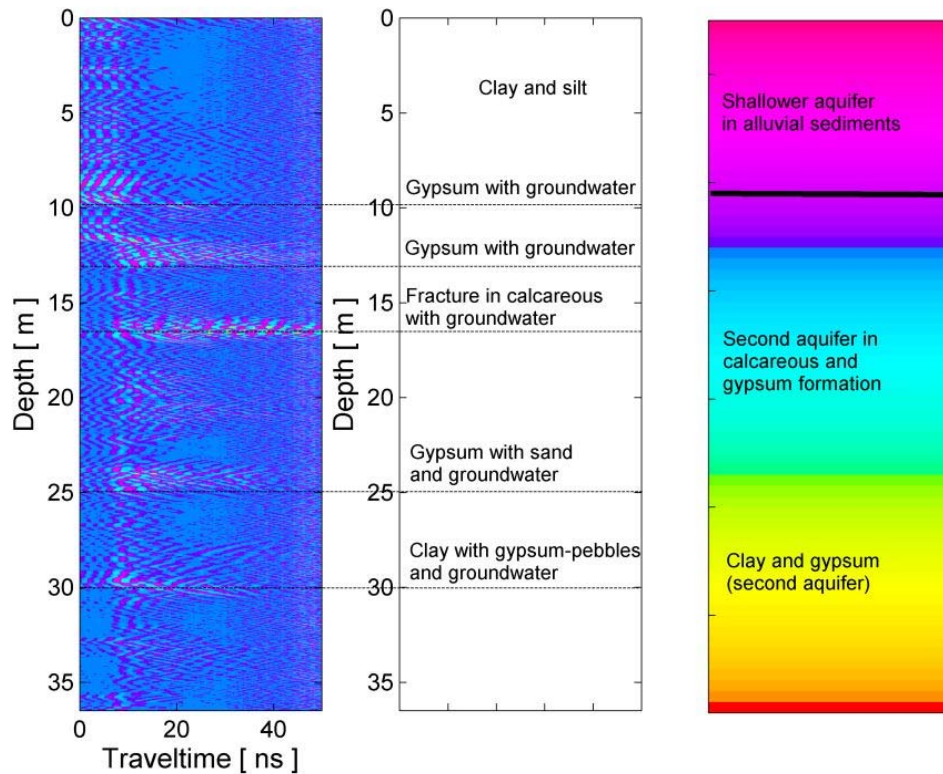 0
5
10
15
20
25
30
35
Depth [ m ]
0
20
40
Traveltime [ ns ]
0
5
10
15
20
25
30
35
Depth [ m ]
Clay and silt
Gypsum with groundwater
Gypsum with groundwater
Fracture in calcareous
with groundwater
Gypsum with sand
and groundwater
Clay with gypsum-pebbles
and groundwater
Shallower aquifer
in alluvial sediments
Second aquifer in
calcareous and
gypsum formation
Clay and gypsum
(second aquifer)